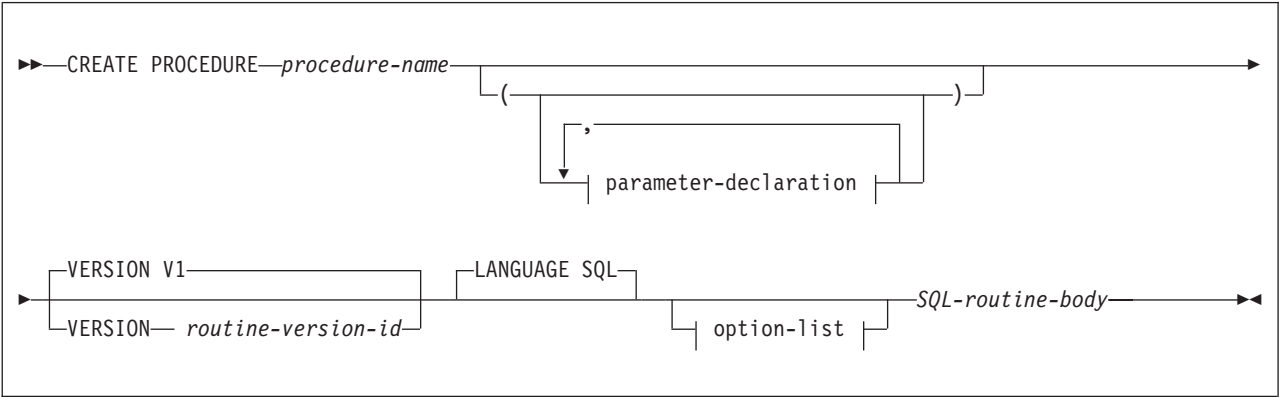 CREATE PROCEDURE procedure-name
( )
,
parameter-declaration
VERSION V1 LANGUAGE SQL
SQL-routine-body
VERSION routine-version-id option-list